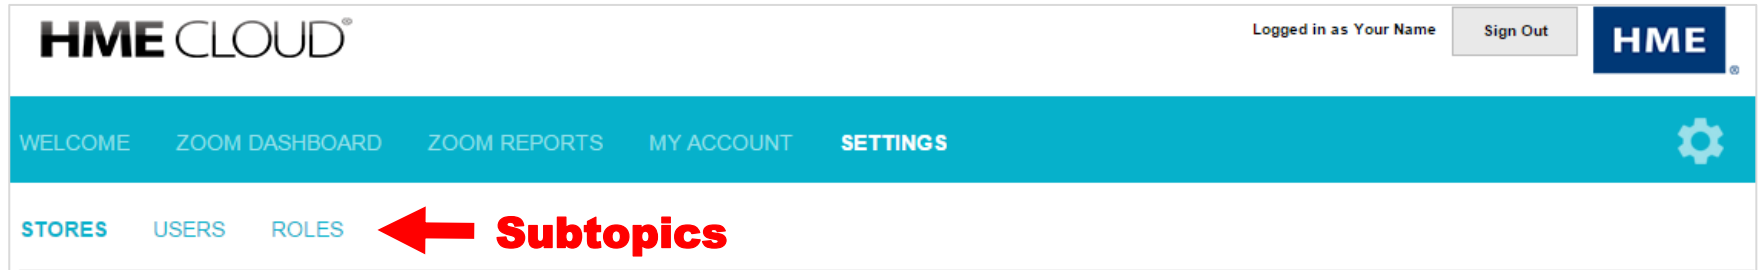 HME CLOUD®
Logged in as Your Name
Sign Out
HME®
WELCOME ZOOM DASHBOARD ZOOM REPORTS MY ACCOUNT SETTINGS
STORES USERS ROLES
Subtopics